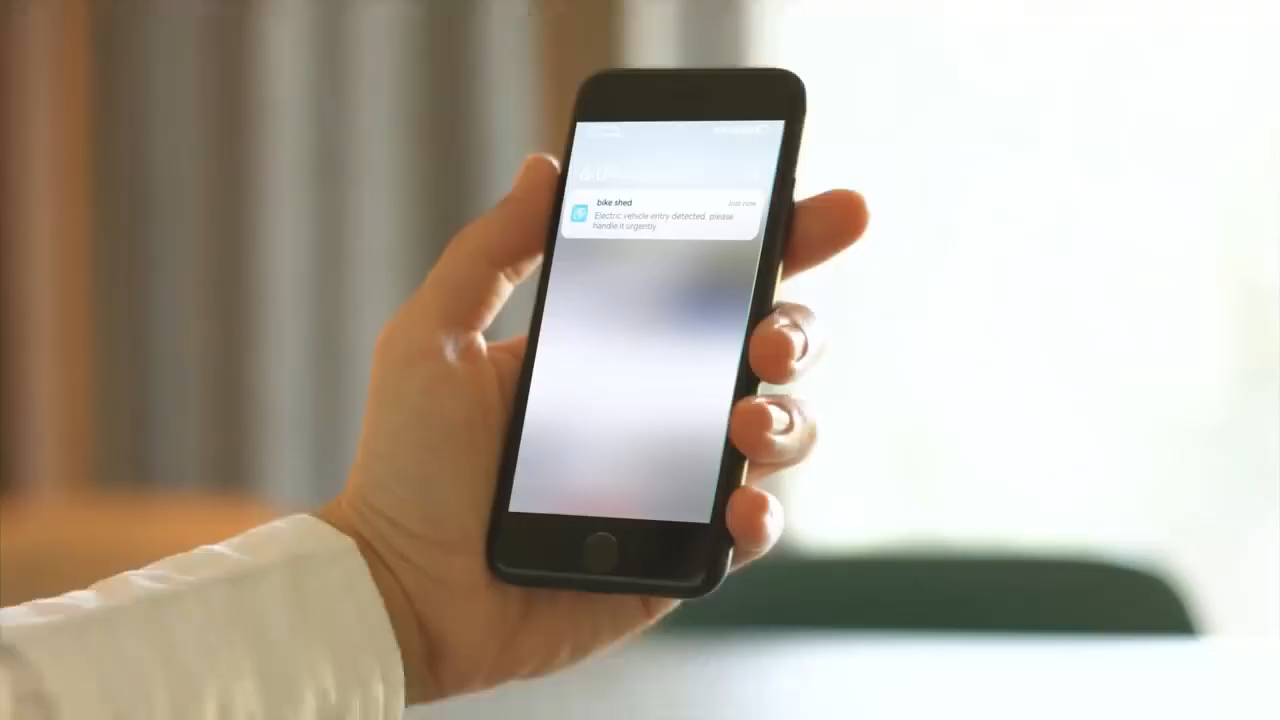 bike shed
Just now
Electric vehicle entry detected, please
handle it urgently